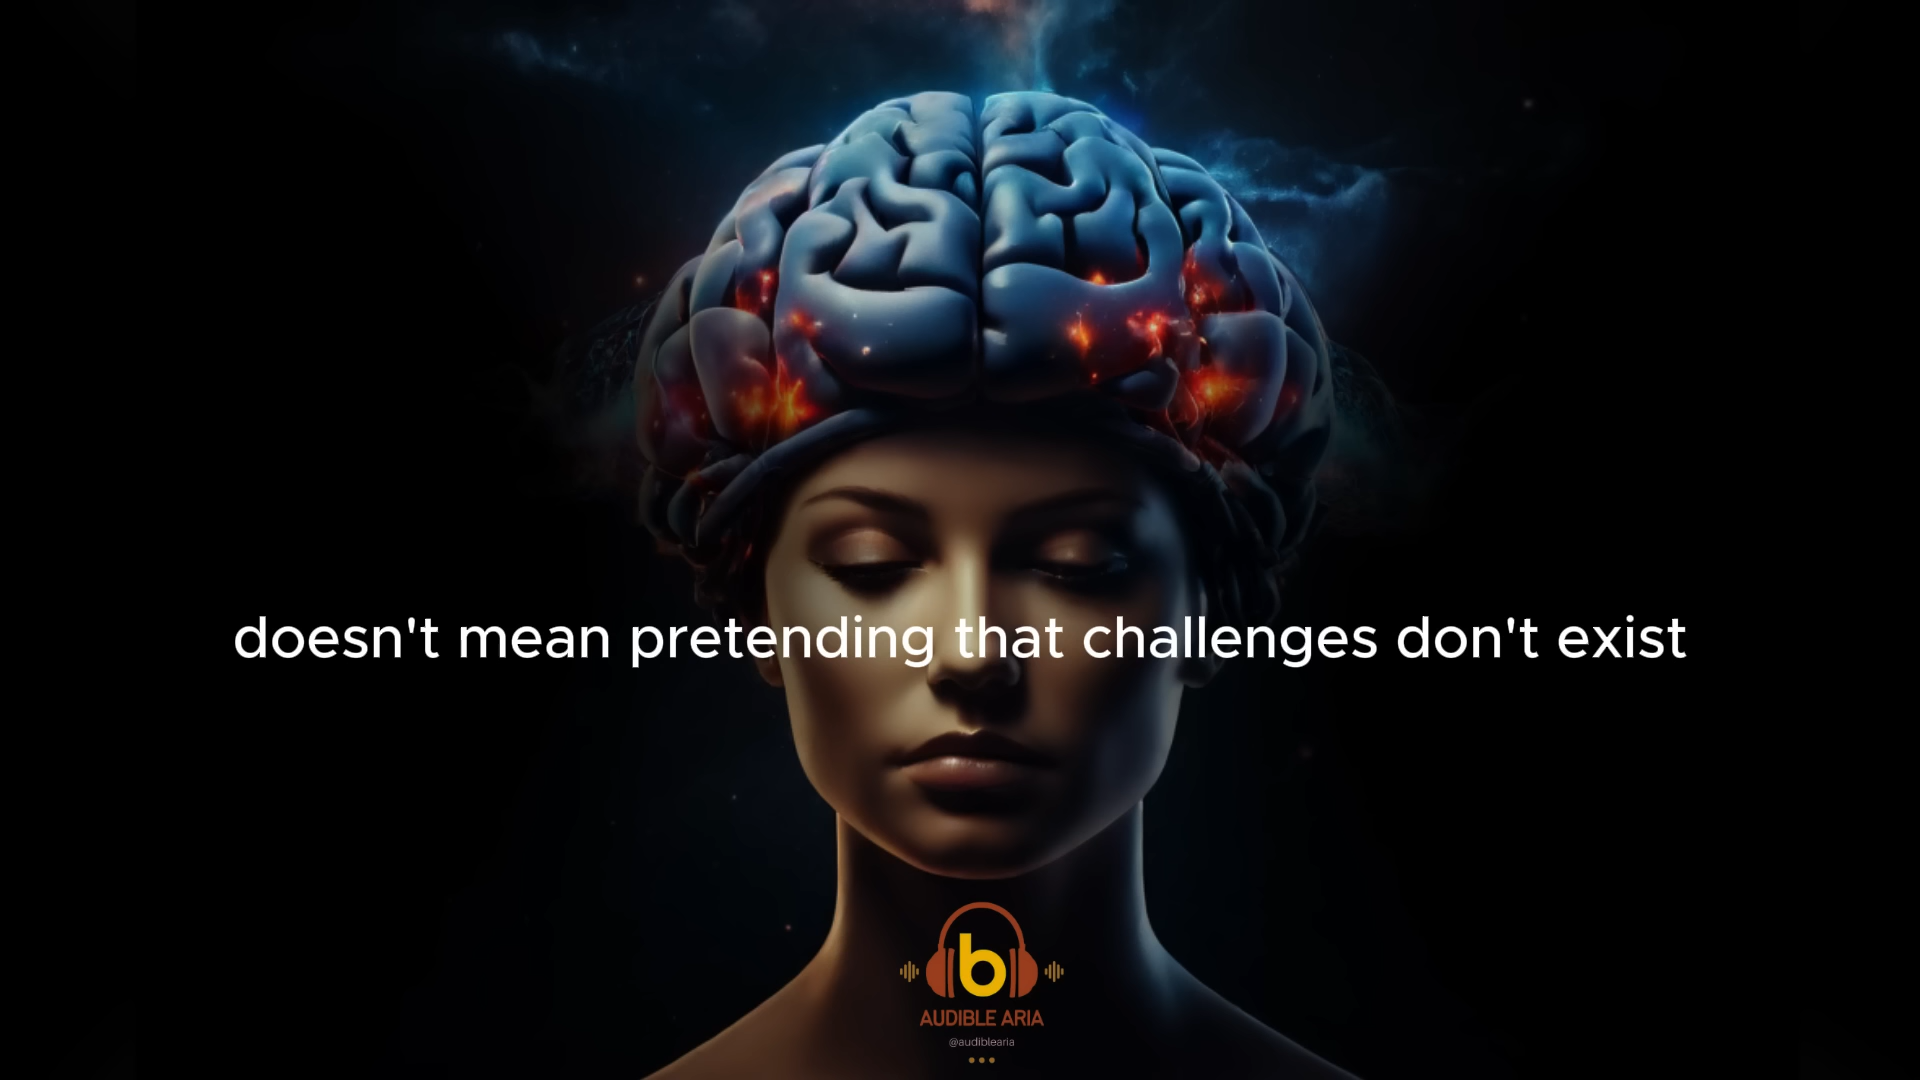 doesn't mean pretending that challenges don't exist
b
AUDIBLE ARIA
@audiblearia